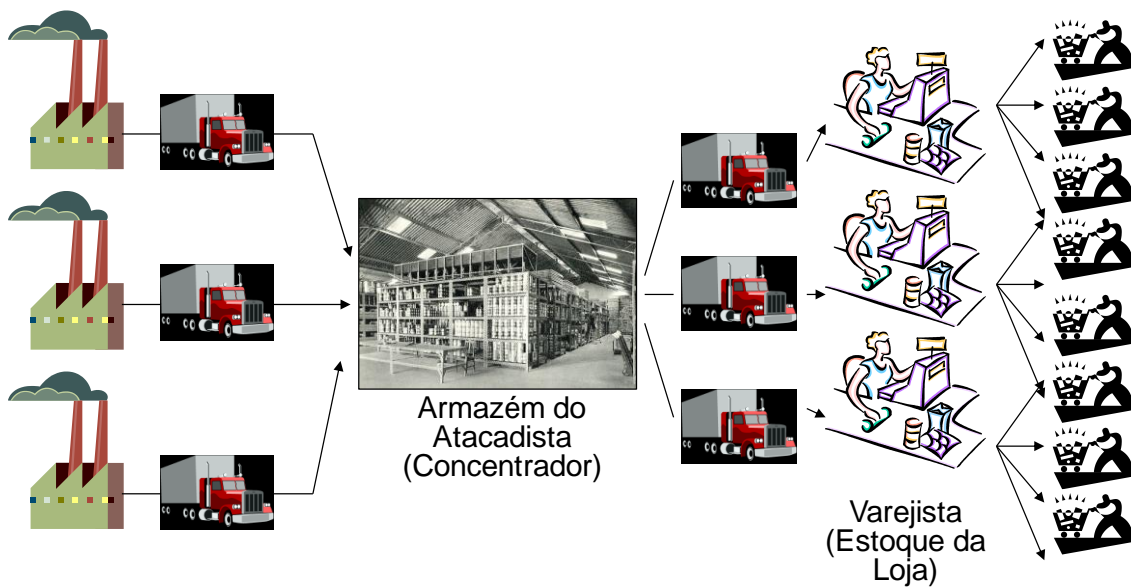 Armazém do
Atacadista
(Concentrador)
Varejista
(Estoque da
Loja)